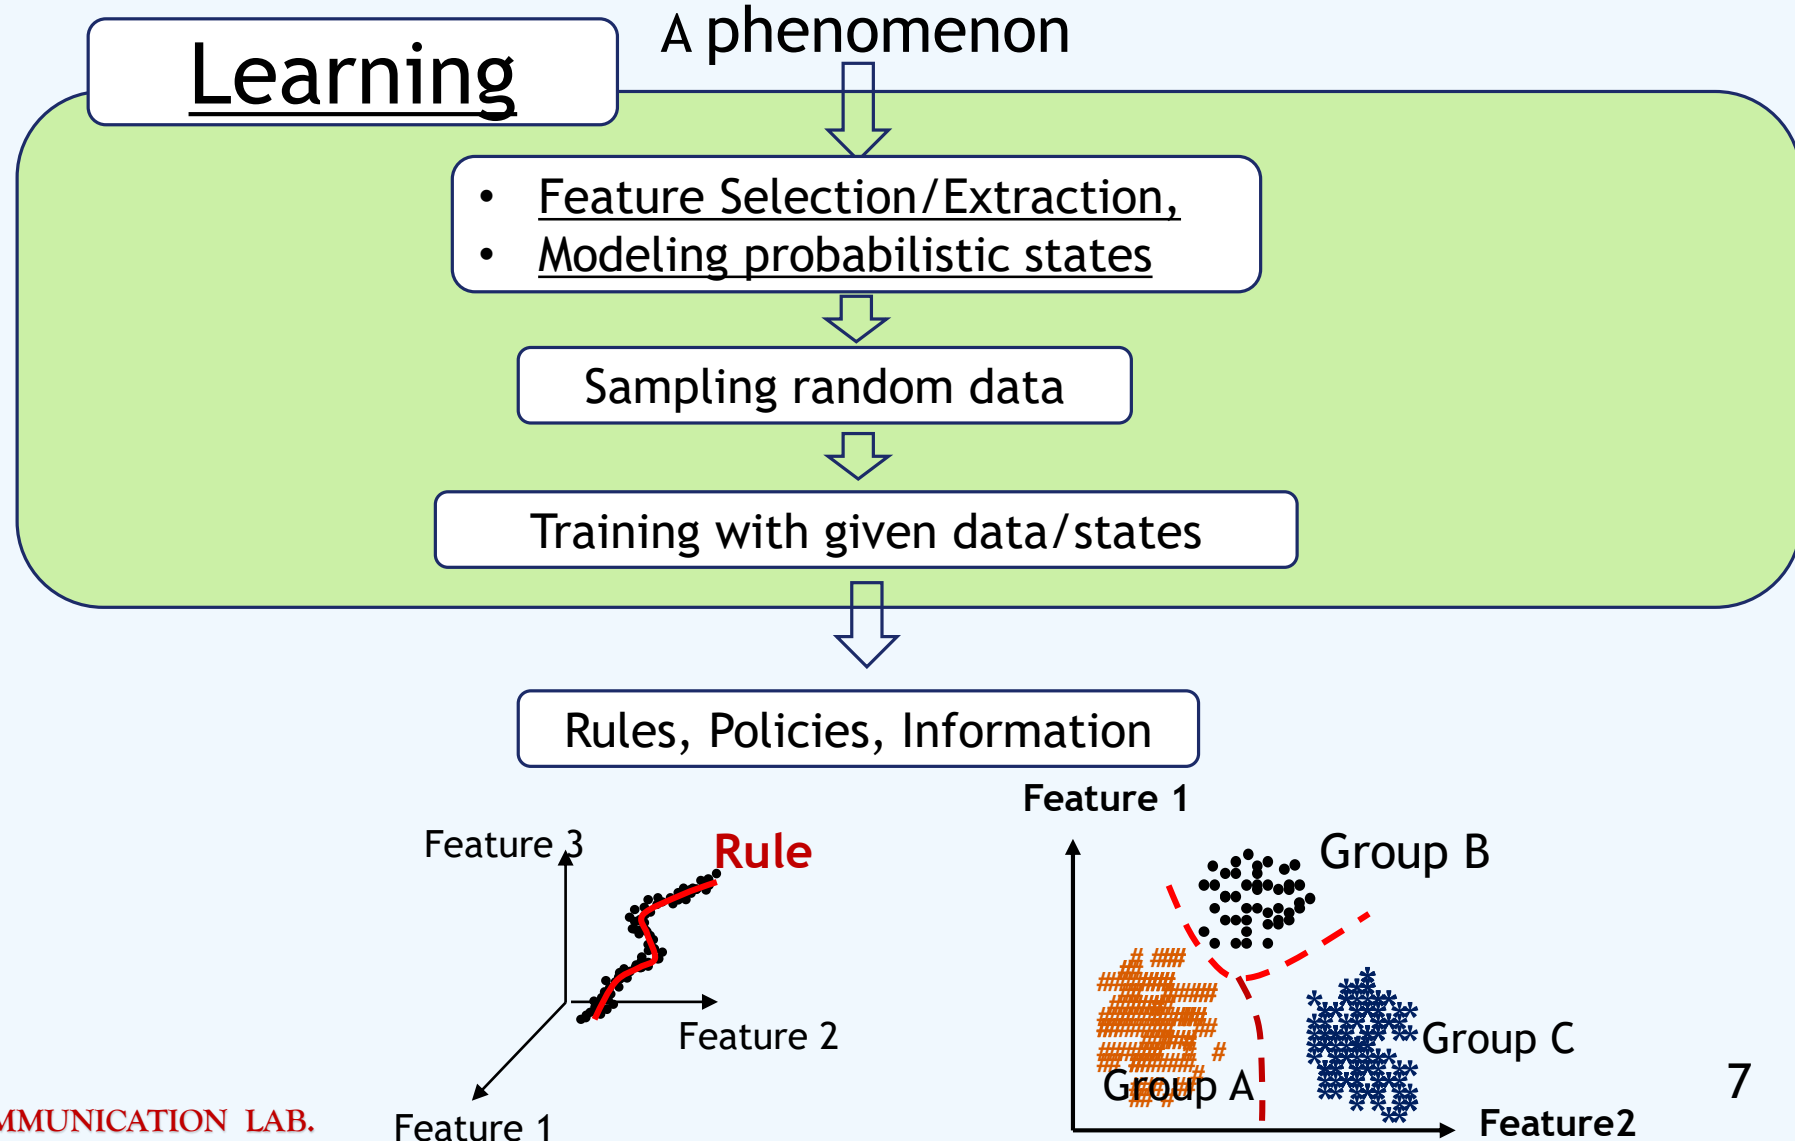 A phenomenon
Learning
• Feature Selection/Extraction,
• Modeling probabilistic states
Sampling random data
Training with given data/states
Rules, Policies, Information
Feature 3
Rule
Feature 2
Feature 1
Feature 1
Group B
Group A
Group C
Feature2
7
MMUNICATION LAB.